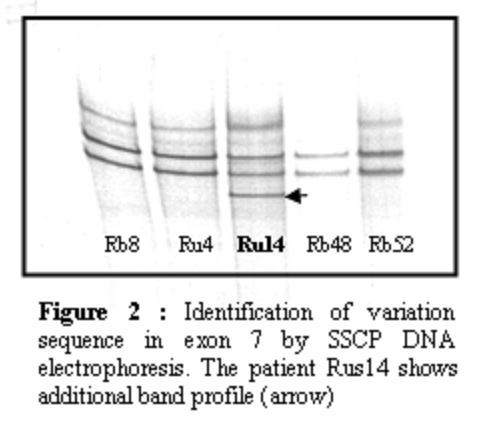 Rb8 Ru4 Ru14 Rb48 Rb52
Figure 2 : Identification of variation
sequence in exon 7 by SSCP DNA
electrophoresis. The patient Rus14 shows
additional band profile (arrow)